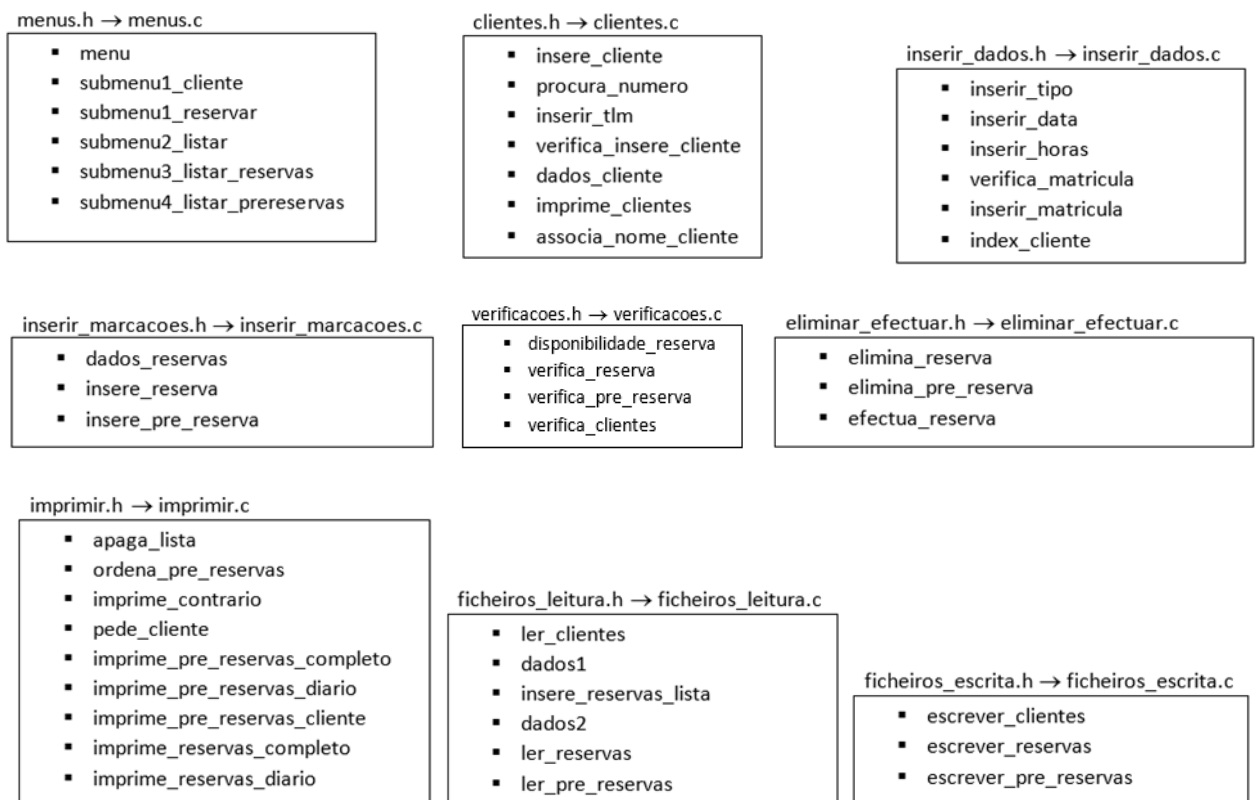 menus.h → menus.c
▪ menu
▪ submenu1_cliente
▪ submenu1_reservar
▪ submenu2_listar
▪ submenu3_listar_reservas
▪ submenu4_listar_prereservas
clientes.h → clientes.c
▪ insere_cliente
▪ procura_numero
▪ inserir_tlm
▪ verifica_insere_cliente
▪ dados_cliente
▪ imprime_clientes
▪ associa_nome_cliente
inserir_dados.h → inserir_dados.c
▪ inserir_tipo
▪ inserir_data
▪ inserir_horas
▪ verifica_matricula
▪ inserir_matricula
▪ index_cliente
inserir_marcacoes.h → inserir_marcacoes.c
▪ dados_reservas
▪ insere_reserva
▪ insere_pre_reserva
verificacoes.h → verificacoes.c
▪ disponibilidade_reserva
▪ verifica_reserva
▪ verifica_pre_reserva
▪ verifica_clientes
eliminar_efectuar.h → eliminar_efectuar.c
▪ elimina_reserva
▪ elimina_pre_reserva
▪ efectua_reserva
imprimir.h → imprimir.c
▪ apaga_lista
▪ ordena_pre_reservas
▪ imprime_contrario
▪ pede_cliente
▪ imprime_pre_reservas_completo
▪ imprime_pre_reservas_diario
▪ imprime_pre_reservas_cliente
▪ imprime_reservas_completo
▪ imprime_reservas_diario
ficheiros_leitura.h → ficheiros_leitura.c
▪ ler_clientes
▪ dados1
▪ insere_reservas_lista
▪ dados2
▪ ler_reservas
▪ ler_pre_reservas
ficheiros_escrita.h → ficheiros_escrita.c
▪ escrever_clientes
▪ escrever_reservas
▪ escrever_pre_reservas